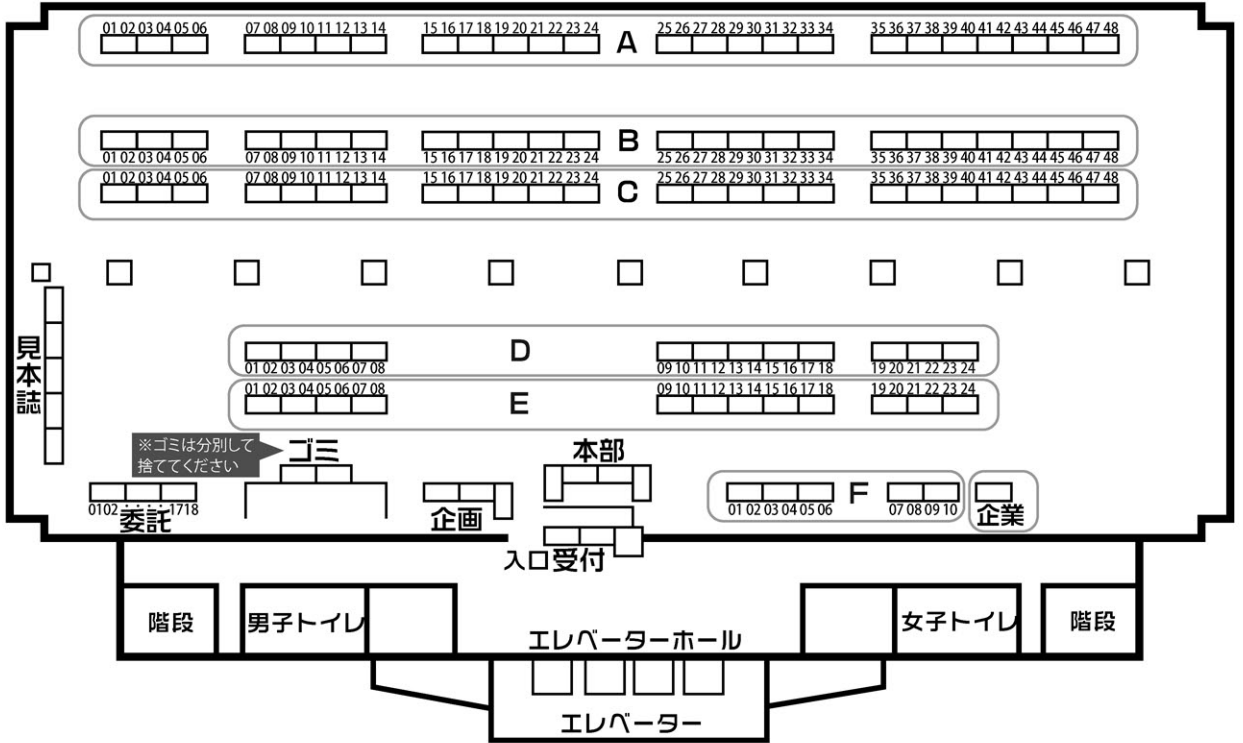 01 02 03 04 05 06 07 08 09 10 11 12 13 14 15 16 17 18 19 20 21 22 23 24 A 25 26 27 28 29 30 31 32 33 34 35 36 37 38 39 40 41 42 43 44 45 46 47 48
B
01 02 03 04 05 06 07 08 09 10 11 12 13 14 15 16 17 18 19 20 21 22 23 24 25 26 27 28 29 30 31 32 33 34 35 36 37 38 39 40 41 42 43 44 45 46 47 48
01 02 03 04 05 06 07 08 09 10 11 12 13 14 15 16 17 18 19 20 21 22 23 24 25 26 27 28 29 30 31 32 33 34 35 36 37 38 39 40 41 42 43 44 45 46 47 48
C
見本誌
D
01 02 03 04 05 06 07 08 09 10 11 12 13 14 15 16 17 18 19 20 21 22 23 24
01 02 03 04 05 06 07 08 09 10 11 12 13 14 15 16 17 18 19 20 21 22 23 24
E
※ゴミは分別して
捨ててください
ゴミ
本部
F
0102 ・・・・ 1718
委託
企画
01 02 03 04 05 06 07 08 09 10
企業
入口受付
階段
男子トイレ
女子トイレ
階段
エレベーターホール
エレベーター